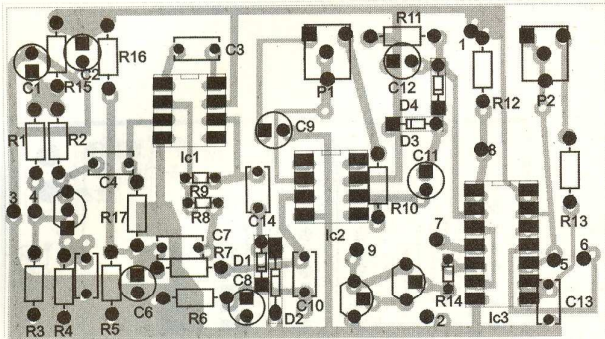 R11
1
R16
C3
C1
C2
R15
P1
C12
R12
P2
D4
R1
R2
C9
D3
Ic1
8
C4
C11
R9
3
4
R17
R8
C14
Ic2
R10
R13
C7
7
R7
D1
9
5
6
C8
C10
R14
C13
C6
R6
R3
R4
R5
D2
2
Ic3